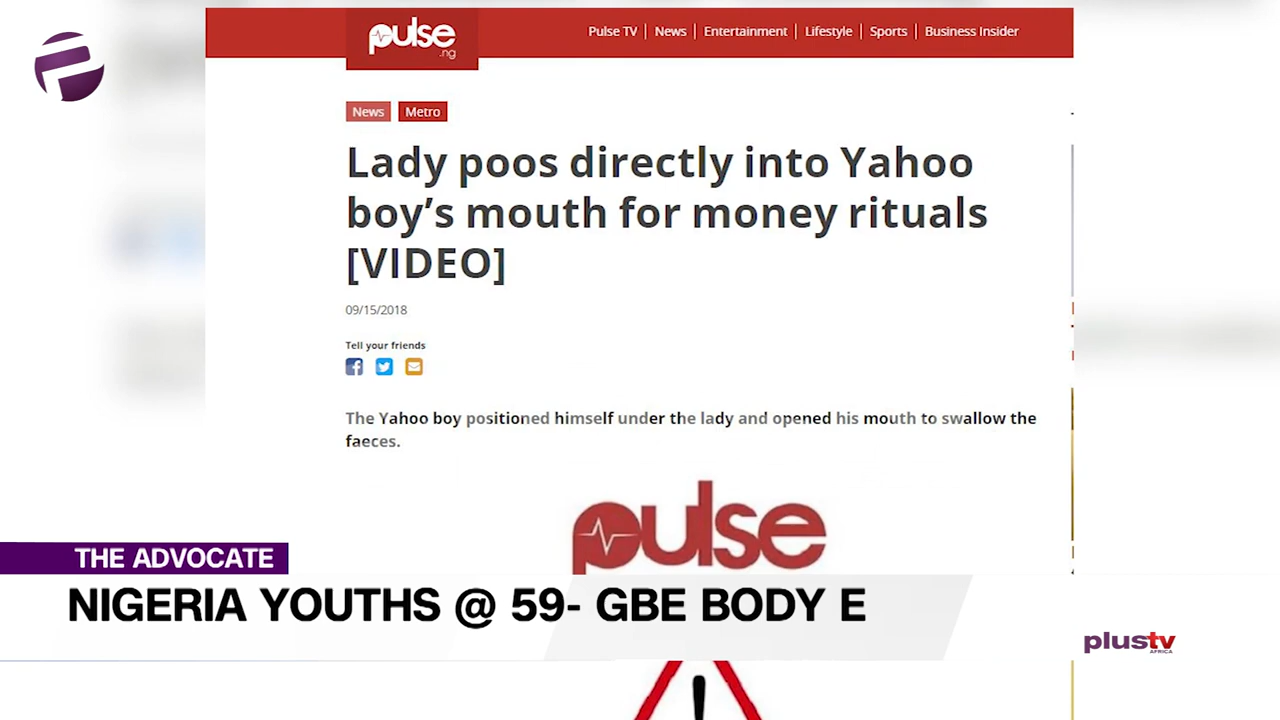 pulse
.ng
Pulse TV | News | Entertainment | Lifestyle | Sports | Business Insider
News Metro
Lady poos directly into Yahoo
boy's mouth for money rituals
[VIDEO]
09/15/2018
Tell your friends
The Yahoo boy positioned himself under the lady and opened his mouth to swallow the
faeces.
pulse
THE ADVOCATE
NIGERIA YOUTHS @ 59- GBE BODY E
plustv
AFRICA